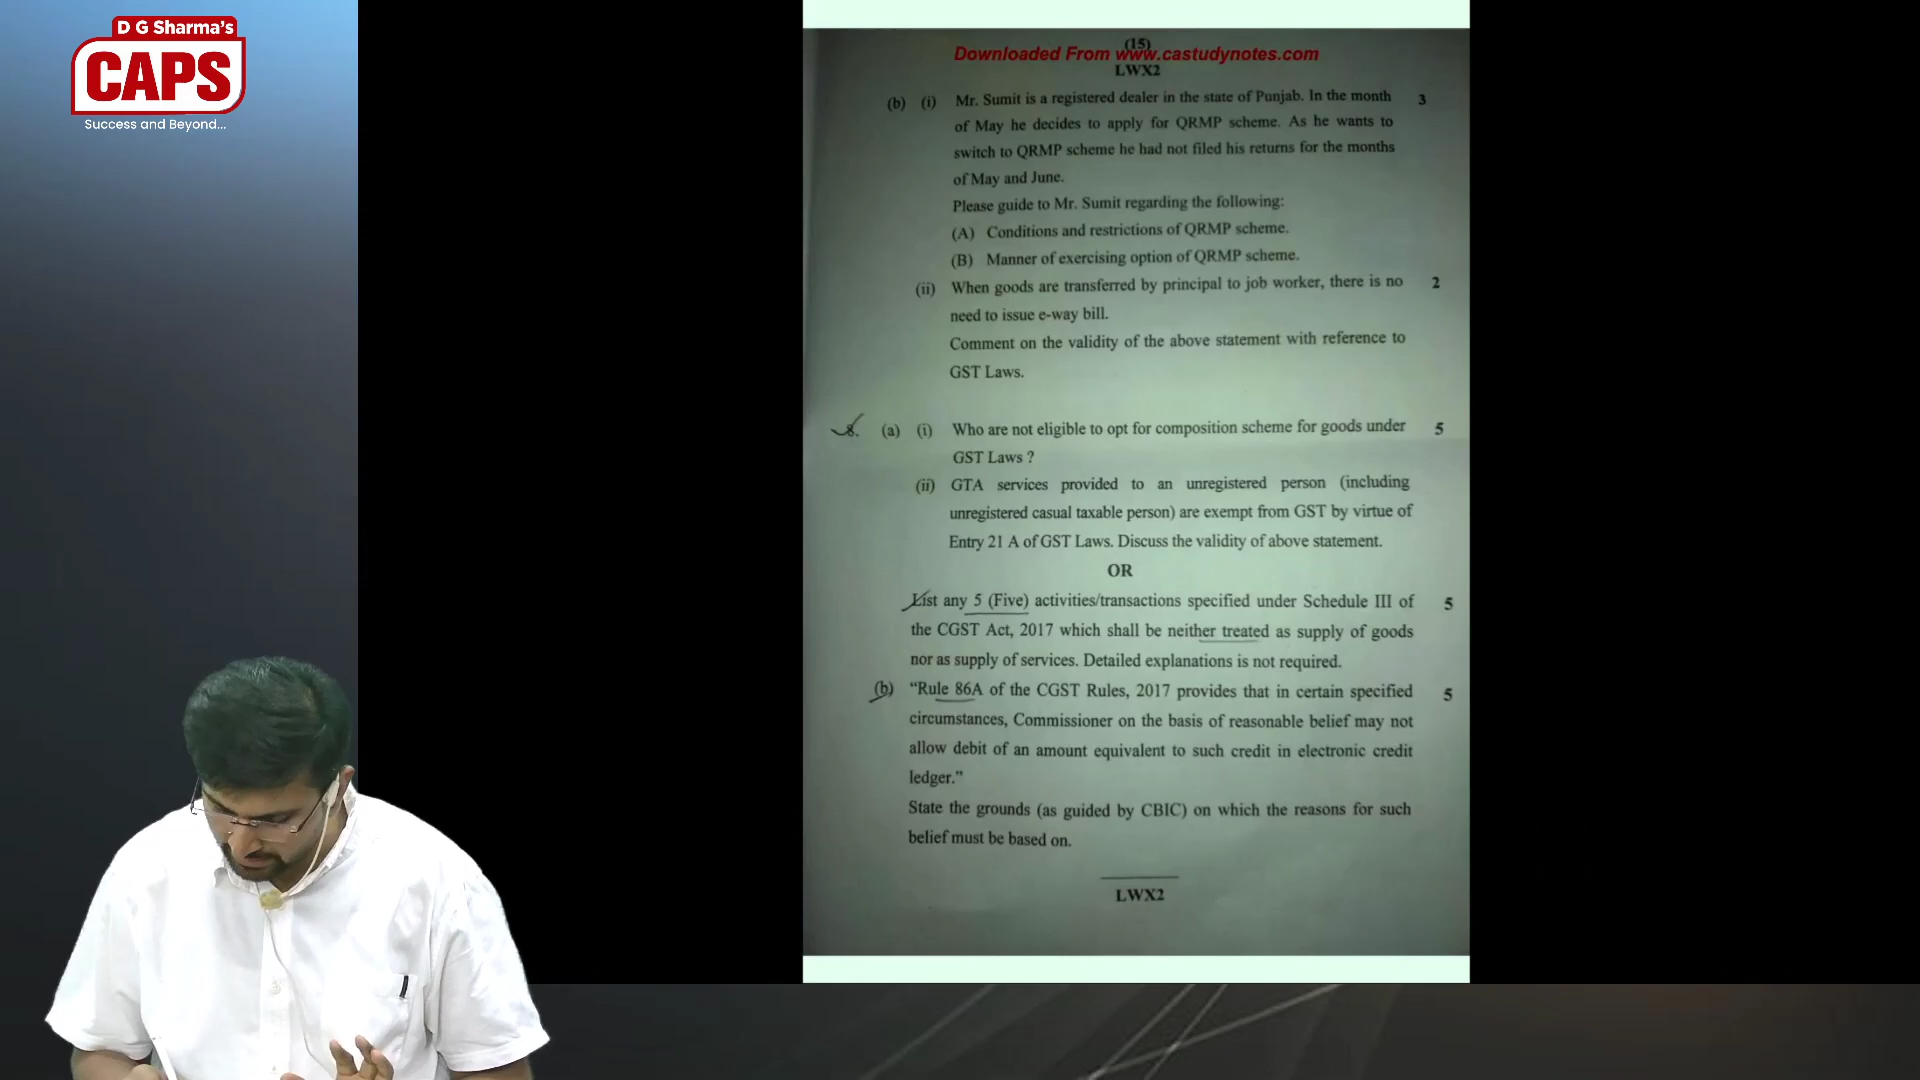 D G Sharma's
CAPS
Success and Beyond...
(15)
Downloaded From www.castudynotes.com
LWX2
(b) (i) Mr. Sumit is a registered dealer in the state of Punjab. In the month 3
of May he decides to apply for QRMP scheme. As he wants to
switch to QRMP scheme he had not filed his returns for the months
of May and June.
Please guide to Mr. Sumit regarding the following:
(A) Conditions and restrictions of QRMP scheme.
(B) Manner of exercising option of QRMP scheme.
(ii) When goods are transferred by principal to job worker, there is no 2
need to issue e-way bill.
Comment on the validity of the above statement with reference to
GST Laws.
8. (a) (i) Who are not eligible to opt for composition scheme for goods under 5
GST Laws ?
(ii) GTA services provided to an unregistered person (including
unregistered casual taxable person) are exempt from GST by virtue of
Entry 21 A of GST Laws. Discuss the validity of above statement.
OR
List any 5 (Five) activities/transactions specified under Schedule III of 5
the CGST Act, 2017 which shall be neither treated as supply of goods
nor as supply of services. Detailed explanations is not required.
(b) "Rule 86A of the CGST Rules, 2017 provides that in certain specified 5
circumstances, Commissioner on the basis of reasonable belief may not
allow debit of an amount equivalent to such credit in electronic credit
ledger."
State the grounds (as guided by CBIC) on which the reasons for such
belief must be based on.
LWX2